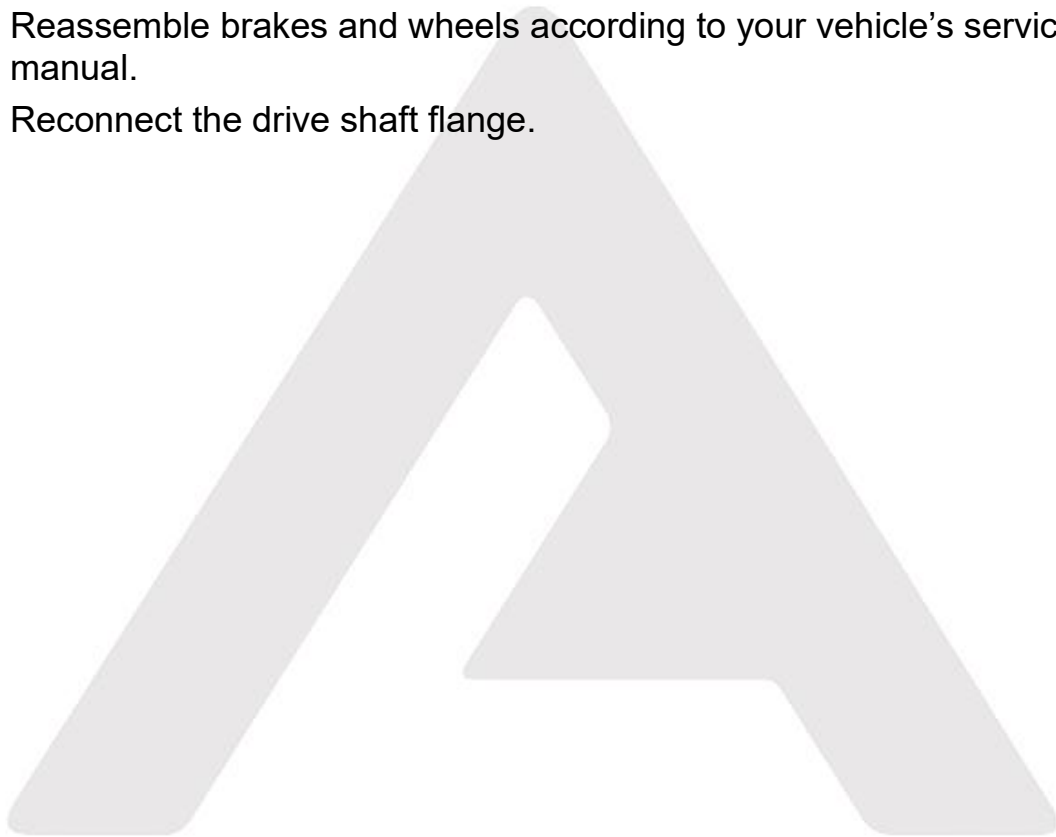 Reassemble brakes and wheels according to your vehicle’s servic
manual.
Reconnect the drive shaft flange.